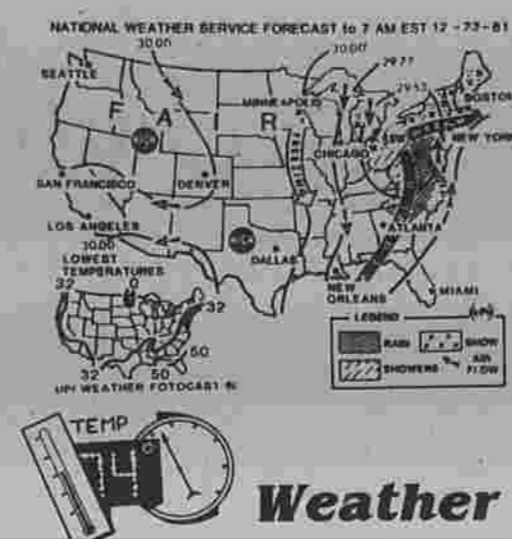 NATIONAL WEATHER SERVICE FORECAST to 7 AM EST 12-23-81
30.00
30.00
29.77
SEATTLE
F A I R
MINNEAPOLIS
BOSTON
NEW YORK
CHICAGO
SAN FRANCISCO
DENVER
LOS ANGELES
ATLANTA
30.00
LOWEST
TEMPERATURES
DALLAS
NEW
ORLEANS
MIAMI
32
0
32
50
32
50
UPI WEATHER FOTOCAST ®
LEGEND
RAIN
SNOW
SHOWERS
AIR
FLOW
TEMP
74
Weather